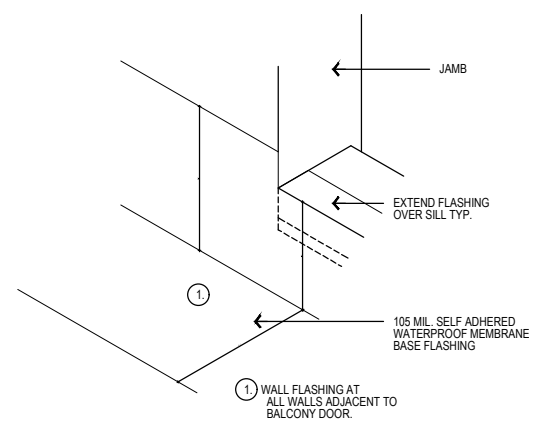 JAMB
EXTEND FLASHING
OVER SILL TYP.
1.
105 MIL. SELF ADHERED
WATERPROOF MEMBRANE
BASE FLASHING
1. WALL FLASHING AT
ALL WALLS ADJACENT TO
BALCONY DOOR.